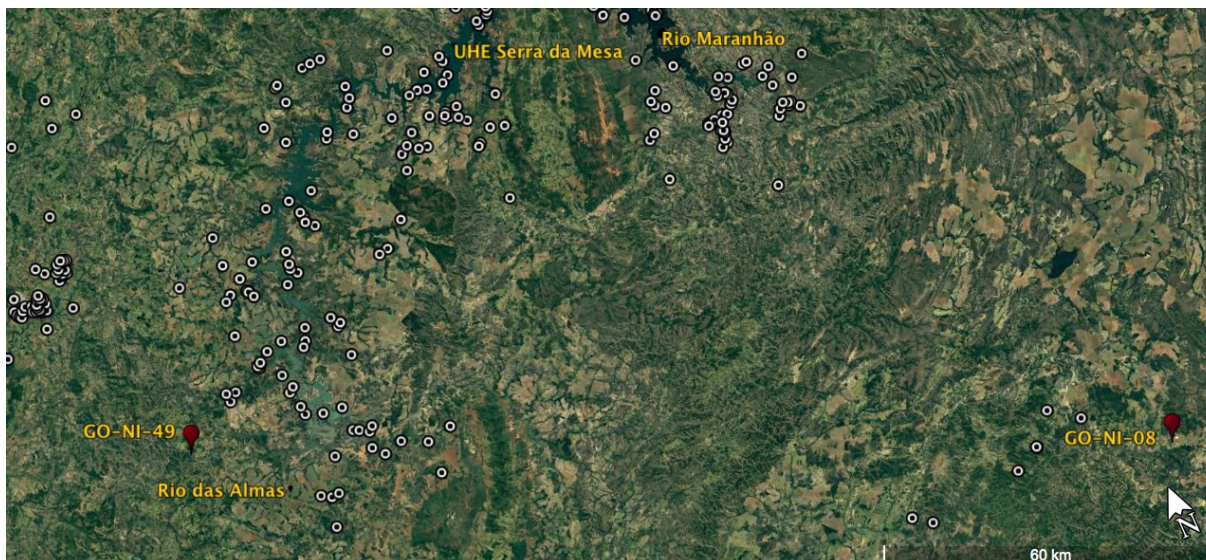 UHE Serra da Mesa
Rio Maranhão
GO-NI-49
GO-NI-08
Rio das Almas
N
60 km